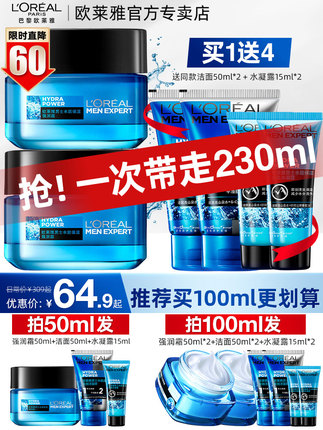 L'ORÉAL
PARIS
巴黎欧莱雅
欧莱雅官方专卖店
限时直降
60
买1送4
送同款洁面50ml*2 + 水凝露15ml*2
HYDRA
POWER
L'ORÉAL
MEN EXPERT
抢！一次带走230ml
HYDRA
POWER
L'ORÉAL
MEN EXPERT
日常价：¥309起
优惠价：¥64.9起
推荐买100ml更划算
拍50ml发
拍100ml发
强润霜50ml+洁面50ml+水凝露15ml
强润霜50ml*2+洁面50ml*2+水凝露15ml*2